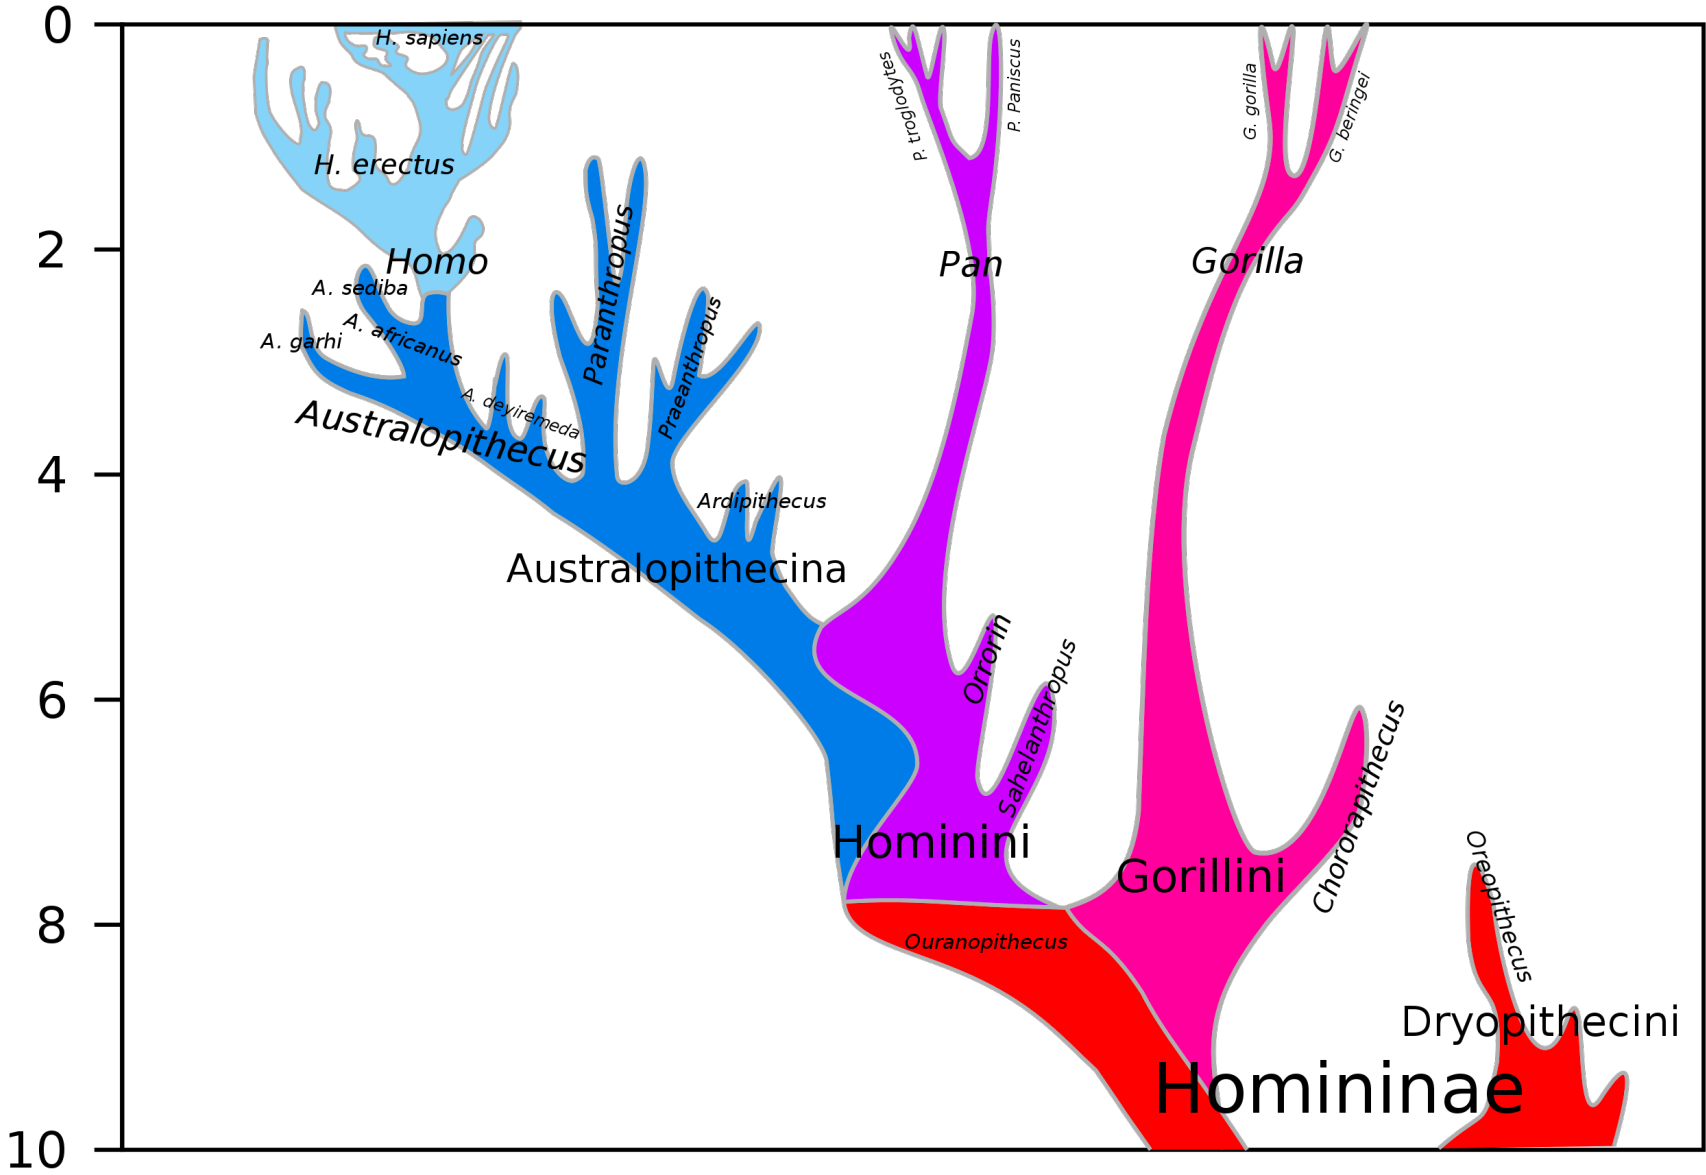 0
H. sapiens
P. troglodytes
P. Paniscus
G. gorilla
G. beringei
H. erectus
2
Homo
Pan
Gorilla
A. sediba
A. africanus
A. garhi
Paranthropus
Praeanthropus
A. deyiremeda
Australopithecus
4
Ardipithecus
Australopithecina
6
Orrorin
Sahelanthropus
Chororapithecus
Hominini
Gorillini
8
Ouranopithecus
Oreopithecus
Dryopithecini
Homininae
10